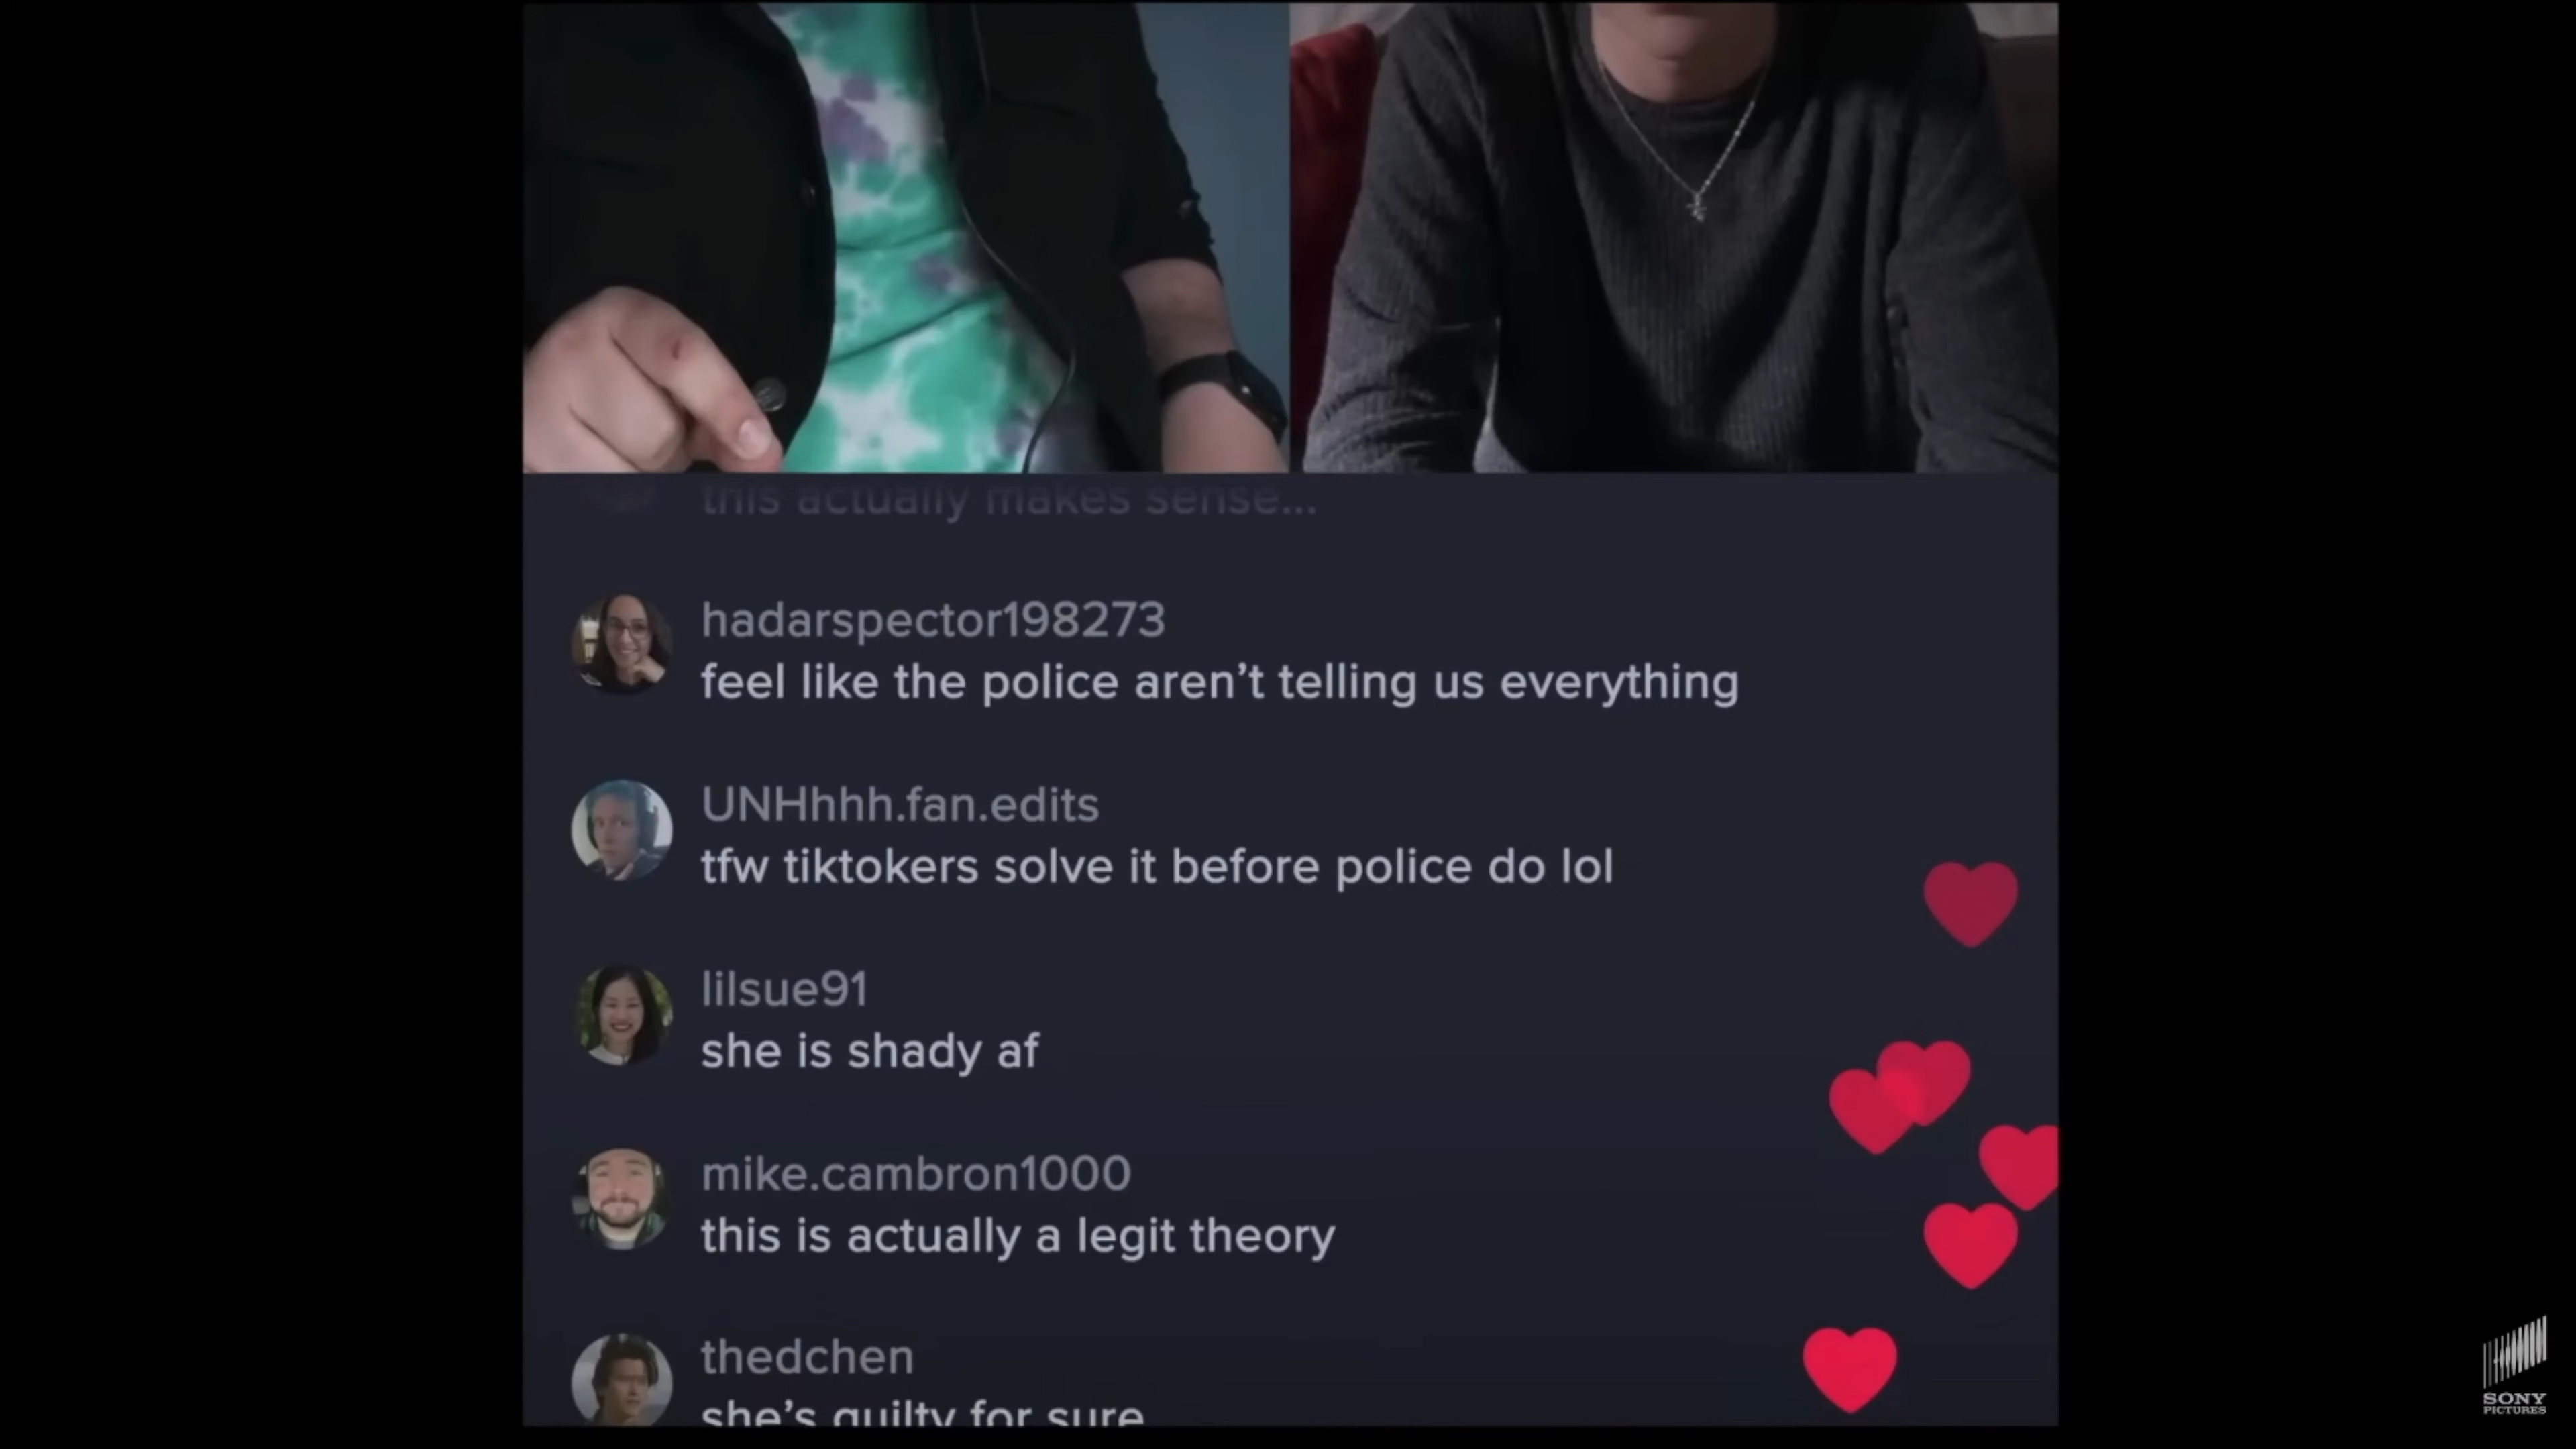 this actually makes sense...
hadarspector198273
feel like the police aren’t telling us everything
UNHhhh.fan.edits
tfw tiktokers solve it before police do lol
lilsue91
she is shady af
mike.cambron1000
this is actually a legit theory
thedchen
she’s guilty for sure
SONY
PICTURES